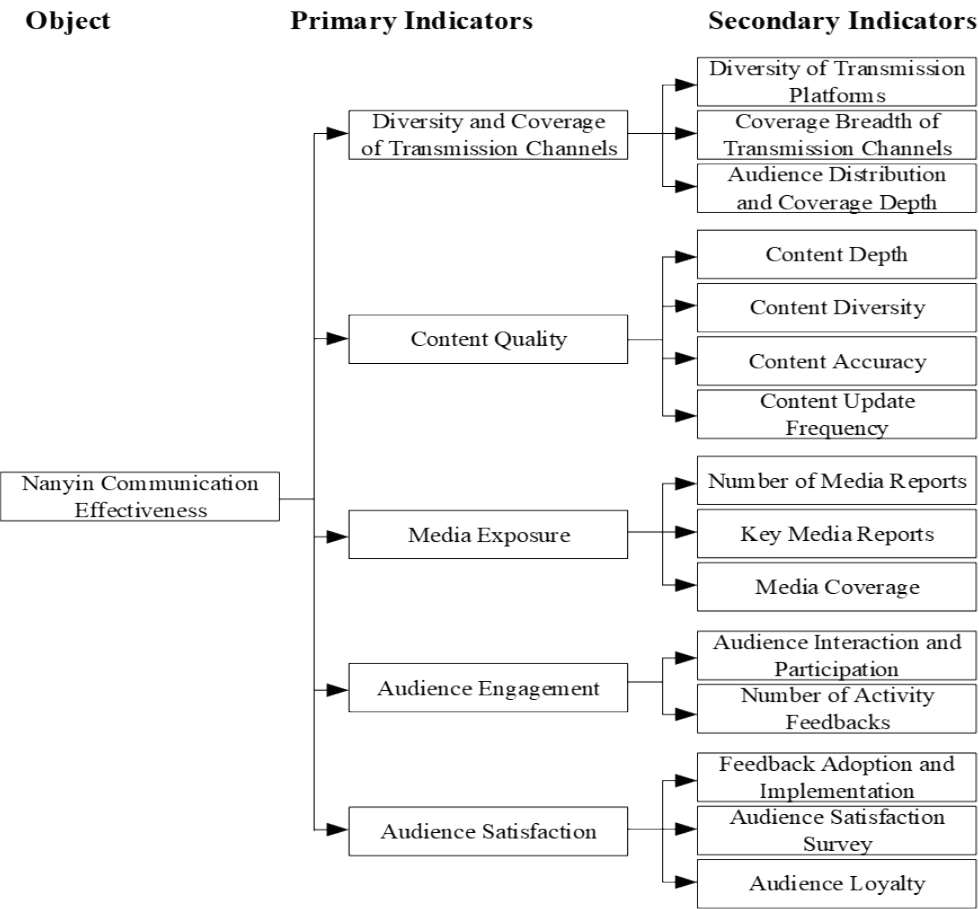 Object
Primary Indicators
Secondary Indicators
Nanyin Communication
Effectiveness
Diversity and Coverage
of Transmission Channels
Diversity of Transmission
Platforms
Coverage Breadth of
Transmission Channels
Audience Distribution
and Coverage Depth
Content Quality
Content Depth
Content Diversity
Content Accuracy
Content Update
Frequency
Media Exposure
Number of Media Reports
Key Media Reports
Media Coverage
Audience Engagement
Audience Interaction and
Participation
Number of Activity
Feedbacks
Audience Satisfaction
Feedback Adoption and
Implementation
Audience Satisfaction
Survey
Audience Loyalty